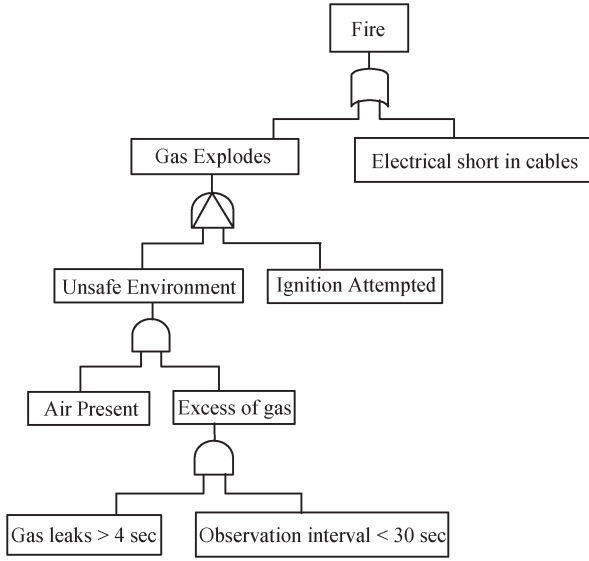 Fire
Gas Explodes
Electrical short in cables
Unsafe Environment
Ignition Attempted
Air Present
Excess of gas
Gas leaks > 4 sec
Observation interval < 30 sec